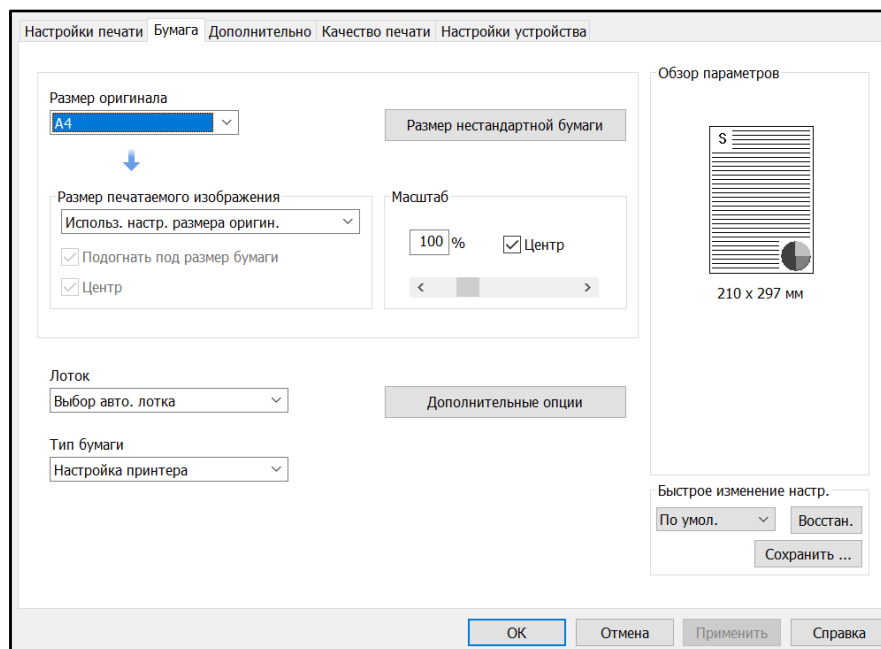 Настройки печати Бумага Дополнительно Качество печати Настройки устройства
Размер оригинала
A4
Размер нестандартной бумаги
Размер печатаемого изображения
Использ. настр. размера оригин.
Подогнать под размер бумаги
Центр
Масштаб
100 %
Центр
Лоток
Выбор авто. лотка
Дополнительные опции
Тип бумаги
Настройка принтера
Обзор параметров
S
210 x 297 мм
Быстрое изменение настр.
По умол.
Восстан.
Сохранить ...
ОК Отмена Применить Справка